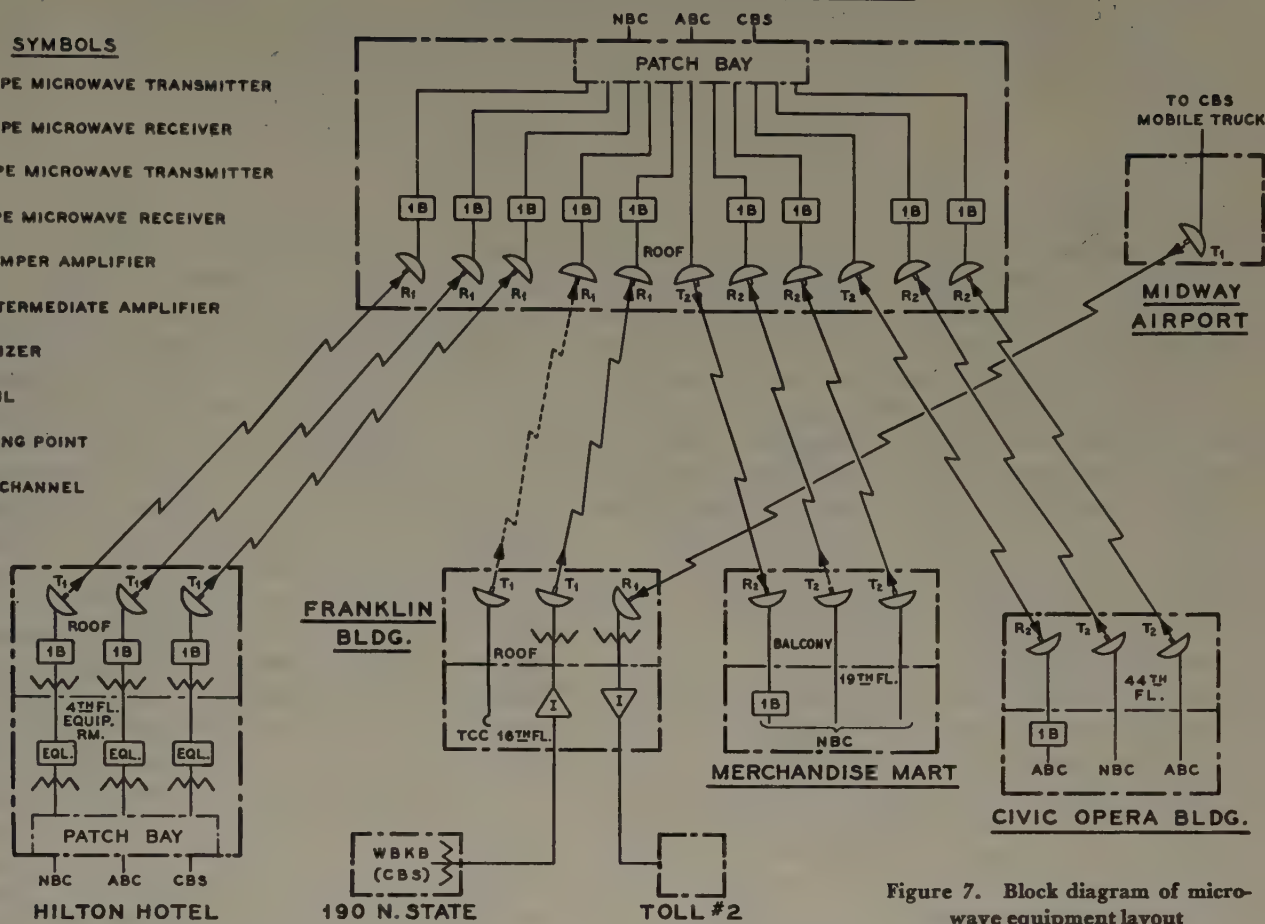 SYMBOLS
PE MICROWAVE TRANSMITTER
PE MICROWAVE RECEIVER
PE MICROWAVE TRANSMITTER
PE MICROWAVE RECEIVER
MPER AMPLIFIER
TERMEDIATE AMPLIFIER
IZER
IL
NG POINT
CHANNEL
NBC ABC CBS
PATCH BAY
1B 1B 1B 1B 1B 1B 1B 1B 1B
ROOF
R1 R1 R1 R1 R1 T2 R2 R2 T2 R2 R2
TO CBS
MOBILE TRUCK
T1
MIDWAY
AIRPORT
T1 T1 T1
ROOF
1B 1B 1B
4TH FL.
EQUIP.
RM.
EQL. EQL. EQL.
PATCH BAY
NBC ABC CBS
HILTON HOTEL
FRANKLIN
BLDG.
T1 T1 R1
ROOF
I I
TCC 16TH FL.
WBKB
(CBS)
190 N. STATE
TOLL #2
R2 T2 T2
BALCONY
19TH FL.
1B
NBC
MERCHANDISE MART
R2 T2 T2
44TH
FL.
1B
ABC NBC ABC
CIVIC OPERA BLDG.
Figure 7. Block diagram of micro-
wave equipment layout